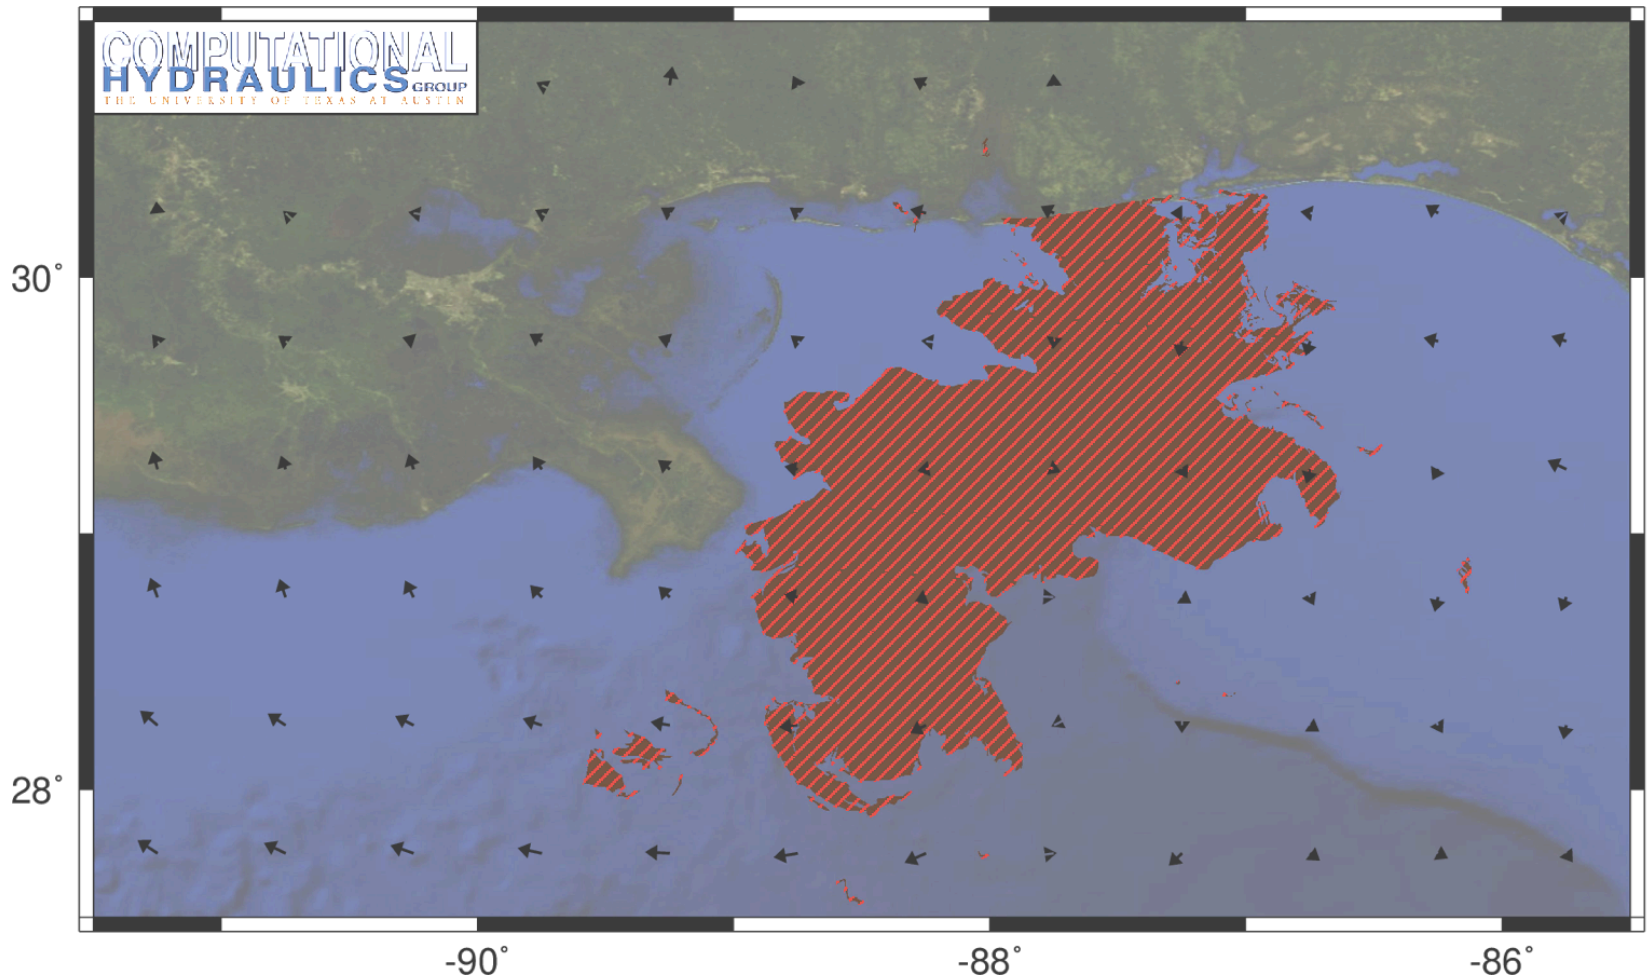 COMPUTATIONAL
HYDRAULICS GROUP
THE UNIVERSITY OF TEXAS AT AUSTIN
30°
28°
-90°
-88°
-86°